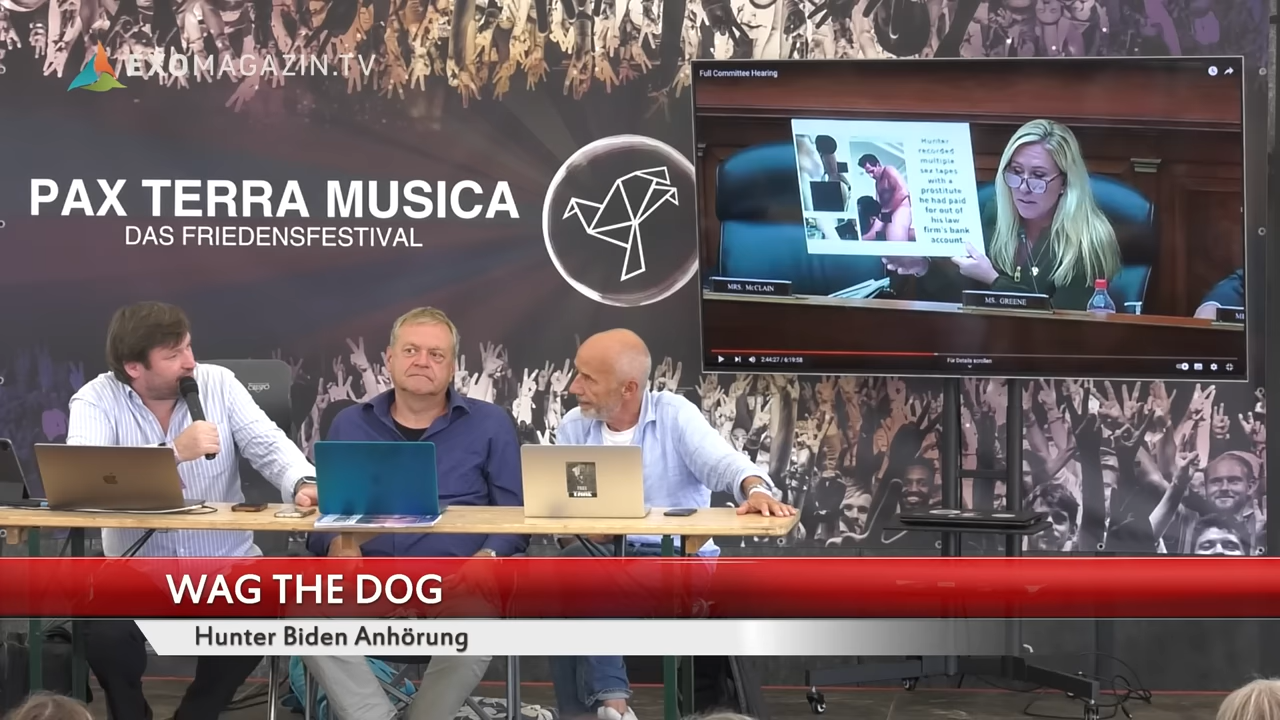 EXOMAGAZIN.TV
PAX TERRA MUSICA
DAS FRIEDENSFESTIVAL
Full Committee Hearing
Hunter
recorded
multiple
sex tapes
with a
prostitute
he had paid
for out of
his law
firm's bank
account.
MRS. McCLAIN
MS. GREENE
2:44:27 / 6:19:58
Für Details scrollen
WAG THE DOG
Hunter Biden Anhörung